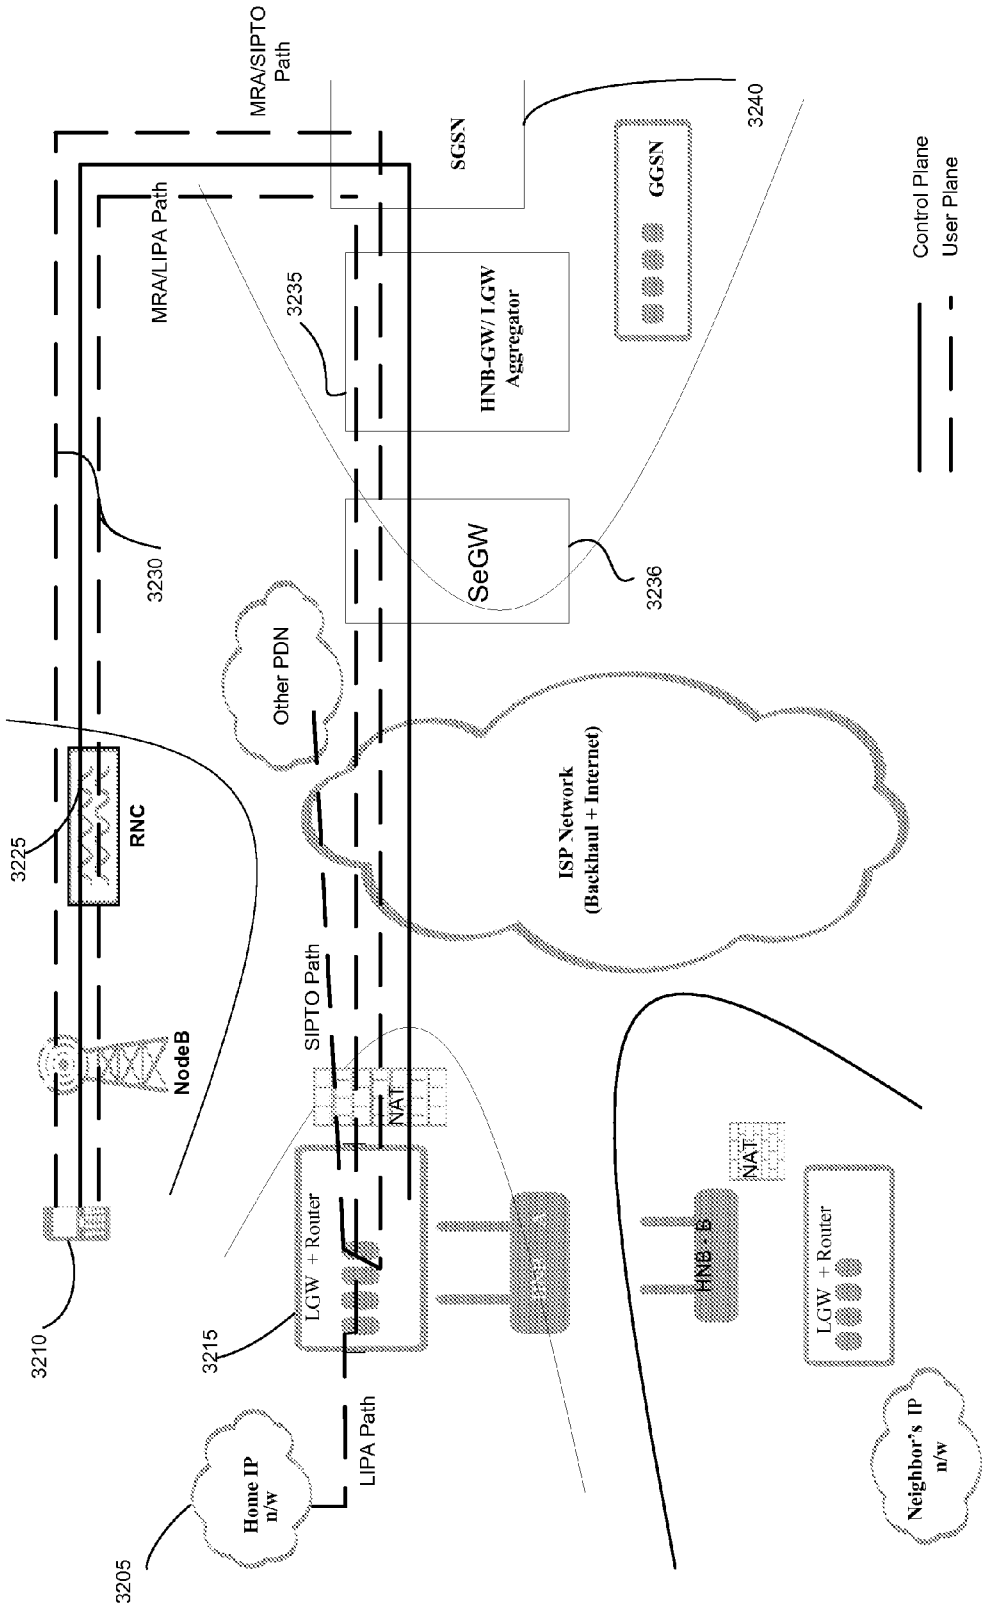 3205
Home IP
n/w
LIPA Path
3210
3215
LGW + Router
NodeB
NAT
SIPTO Path
3225
RNC
Other PDN
3230
MRA/LIPA Path
MRA/SIPTO
Path
ISP Network
(Backhaul + Internet)
SeGW
3236
3235
HNB-GW/ LGW
Aggregator
SGSN
3240
GGSN
HNB - B
NAT
LGW + Router
Neighbor's IP
n/w
Control Plane
User Plane